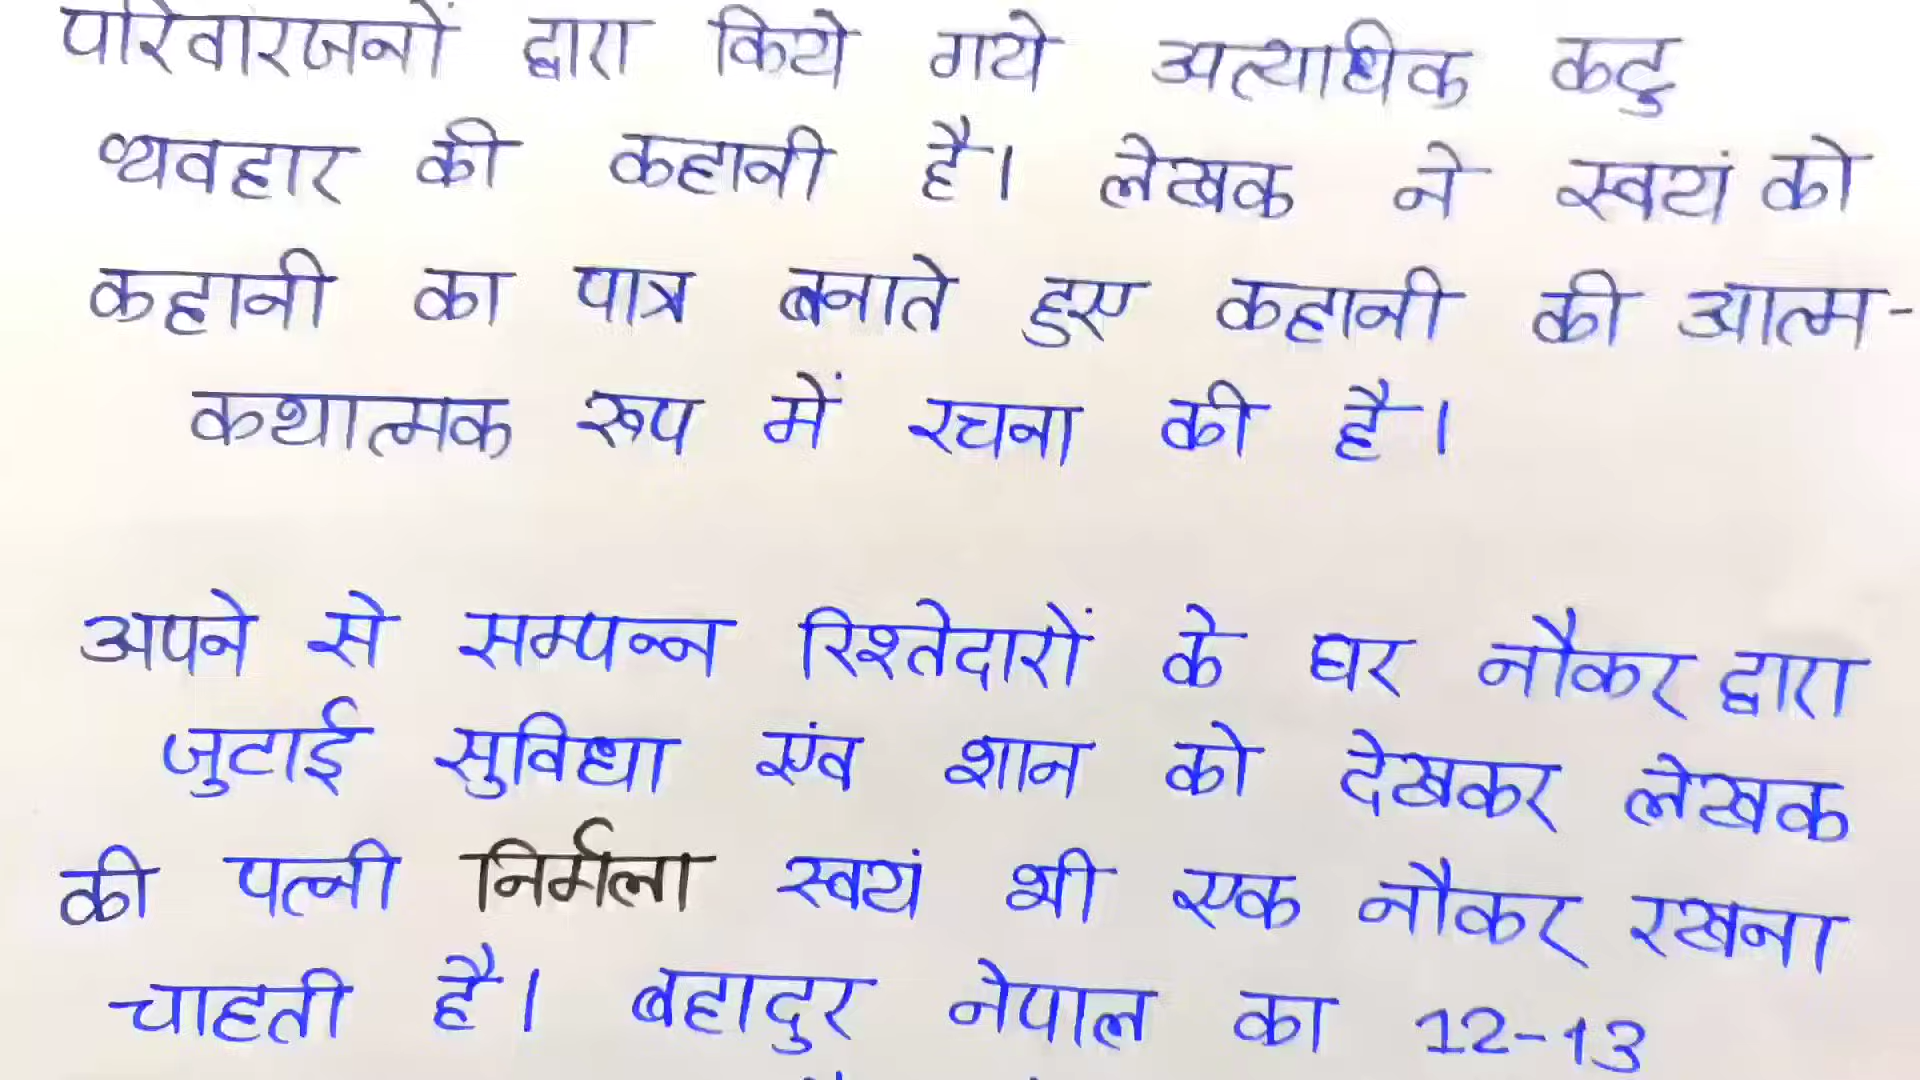 परिवारजनों द्वारा किये गये अत्याधिक कटु
व्यवहार की कहानी है। लेखक ने स्वयं को
कहानी का पात्र बनाते हुए कहानी की आत्म-
कथात्मक रूप में रचना की है।
अपने से सम्पन्न रिश्तेदारों के घर नौकर द्वारा
जुटाई सुविधा एंव शान को देखकर लेखक
की पत्नी निर्मला स्वयं भी एक नौकर रखना
चाहती है। बहादुर नेपाल का 12-13